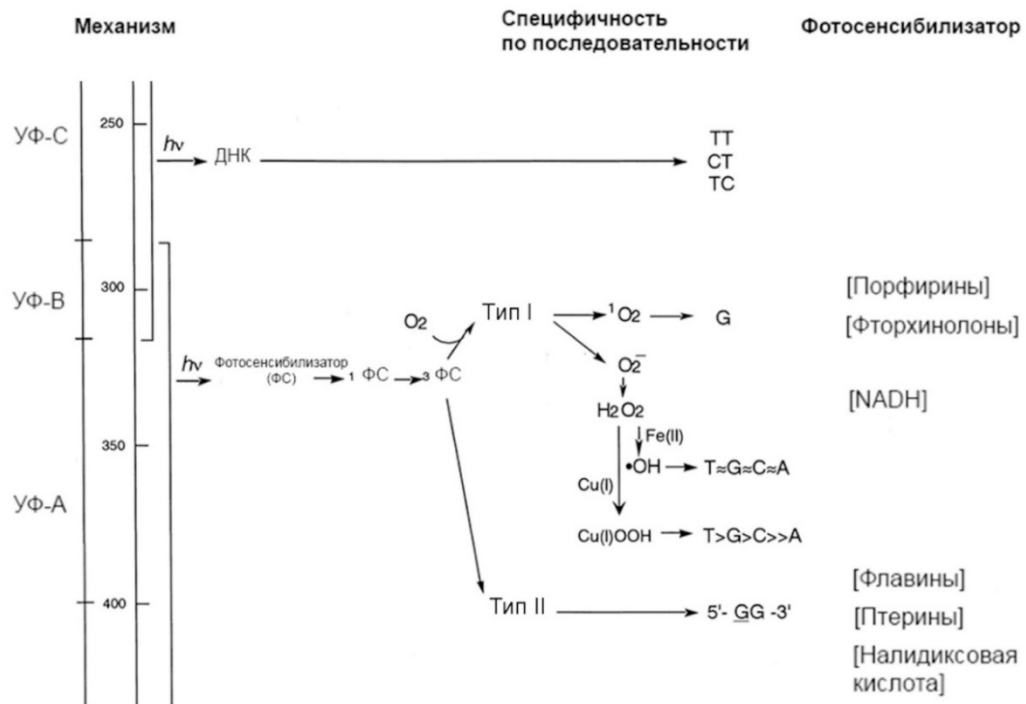 Механизм
Специфичность
по последовательности
Фотосенсибилизатор
УФ-С
250
hν
ДНК
TT
CT
TC
УФ-В
300
O2
Тип I
¹O2
G
[Порфирины]
[Фторхинолоны]
hν
Фотосенсибилизатор
(ФС)
¹ ФС
³ ФС
O2⁻
H2O2
[NADH]
350
Fe(II)
•OH
T≈G≈C≈A
Cu(I)
УФ-А
Cu(I)OOH
T>G>C>>A
400
Тип II
5'- GG -3'
[Флавины]
[Птерины]
[Налидиксовая
кислота]